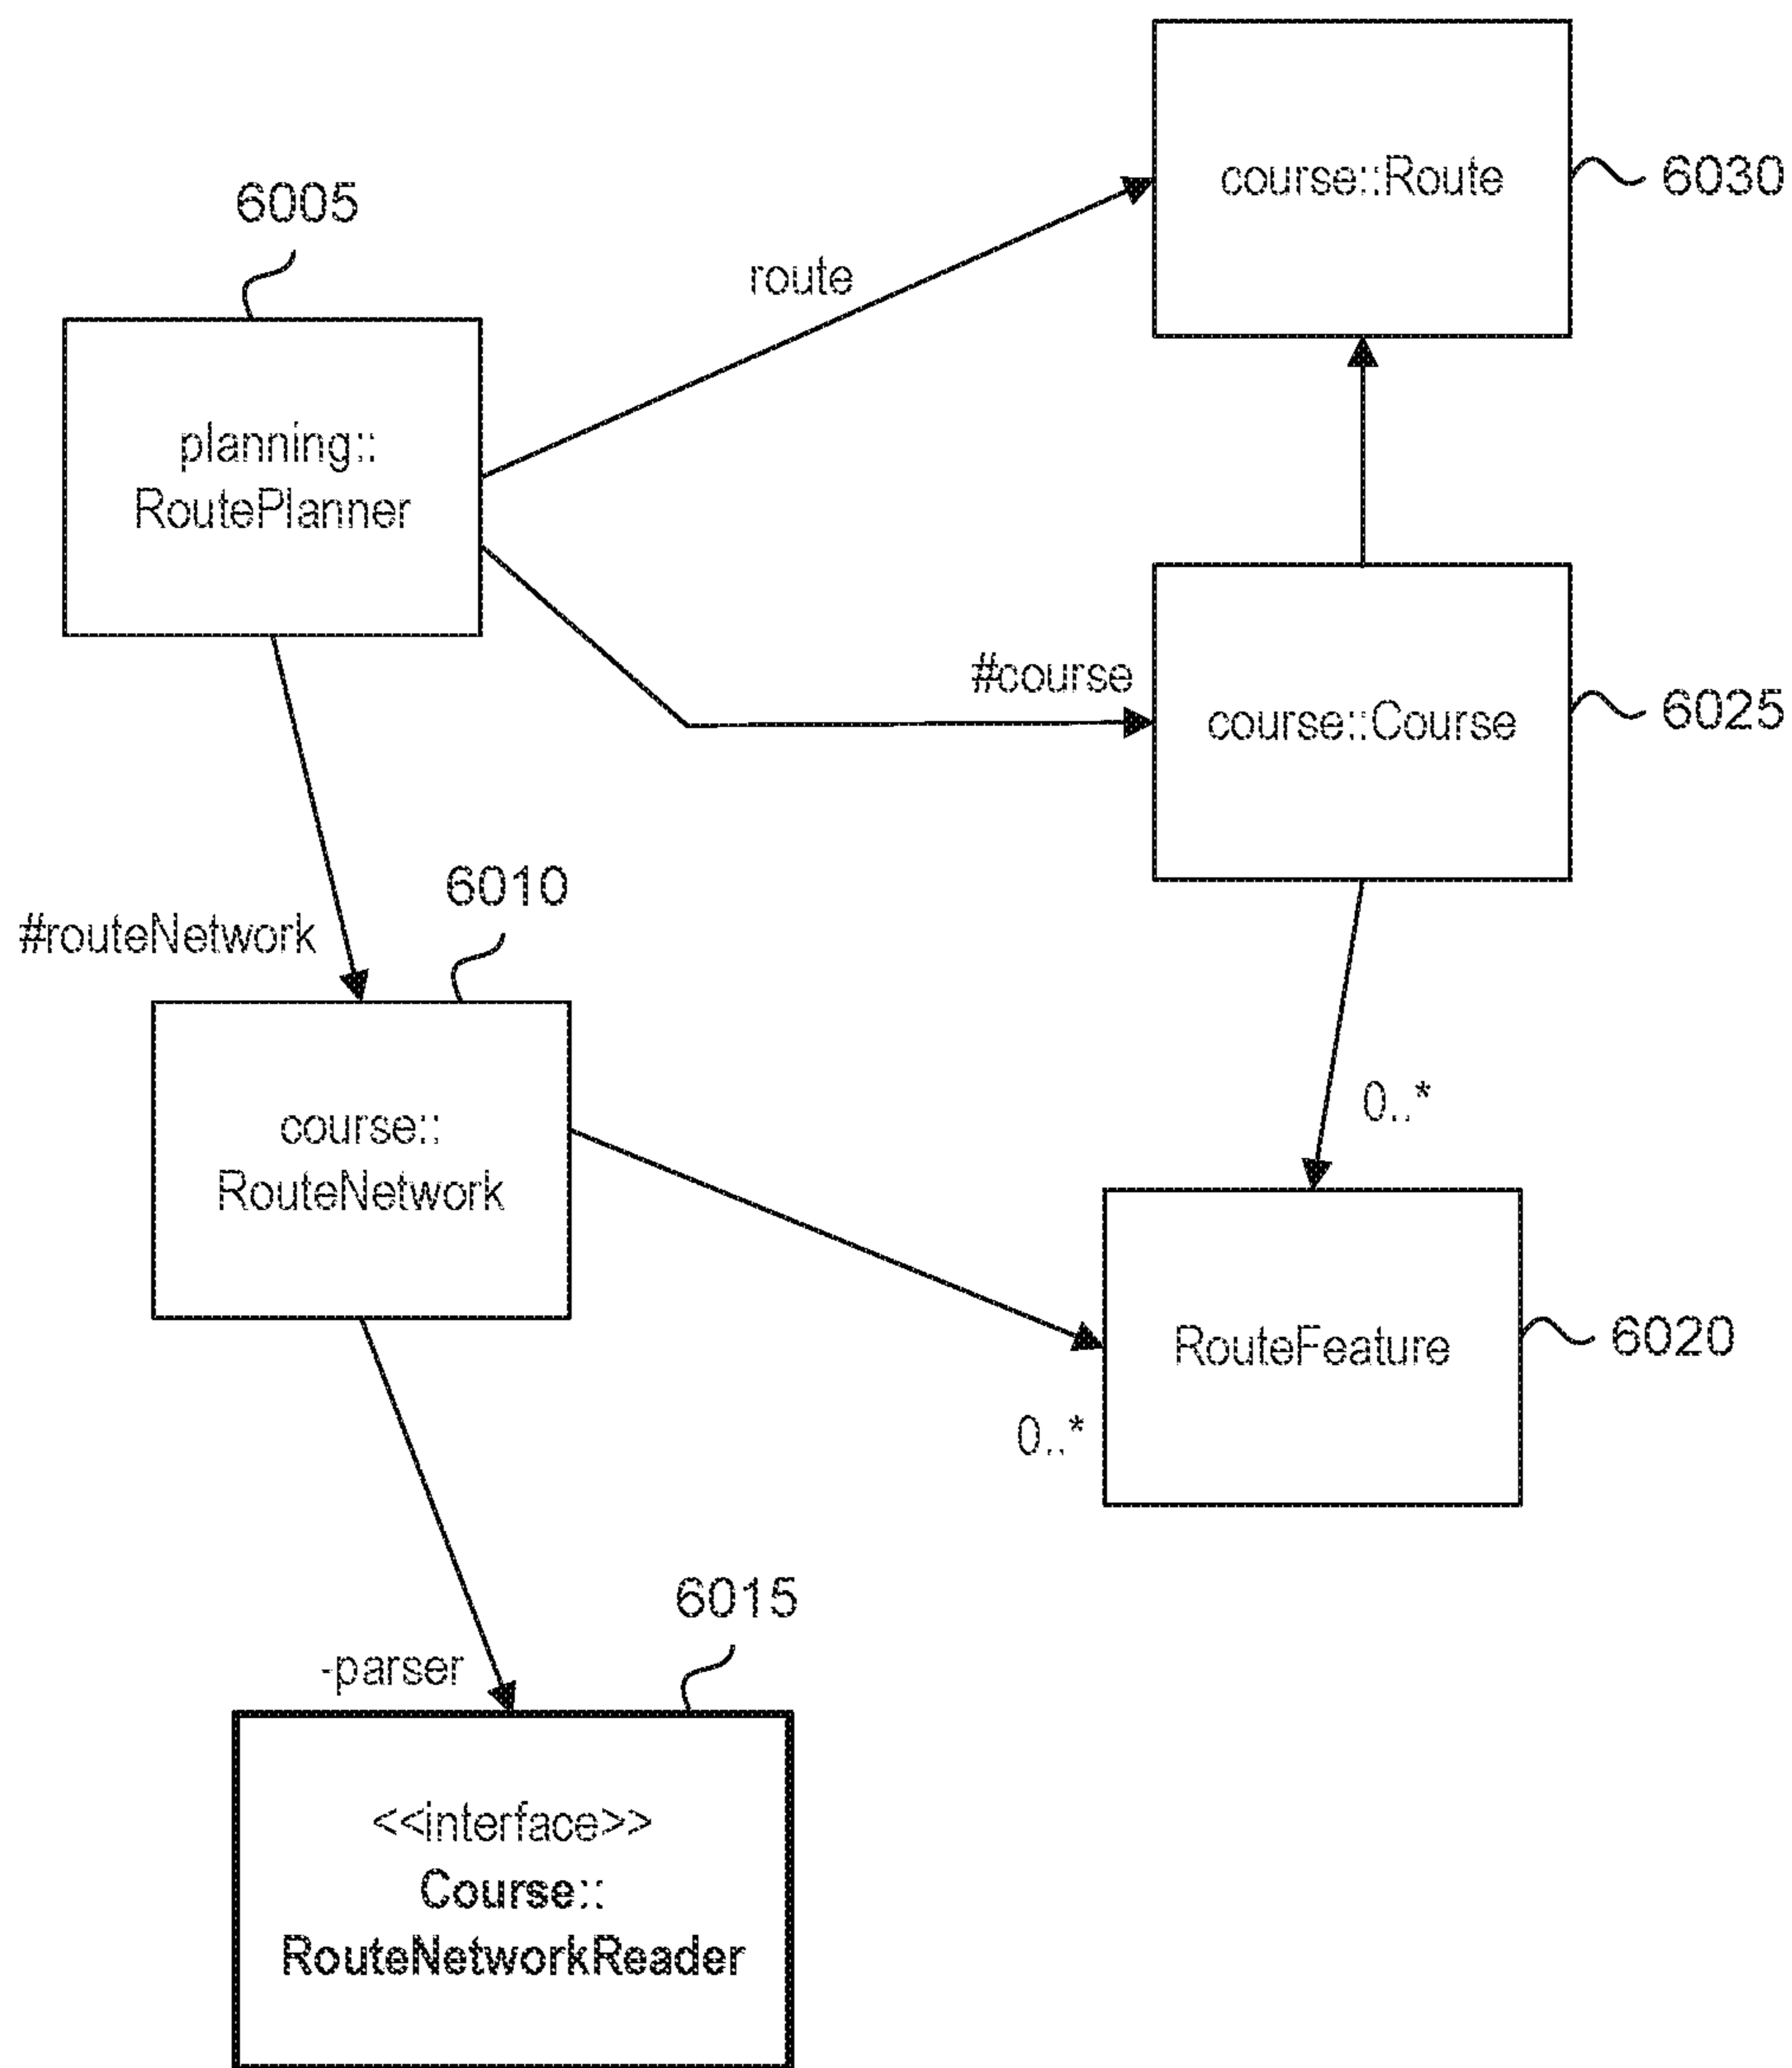 course::Route
6030
6005
route
planning::
RoutePlanner
#course
course::Course
6025
6010
#routeNetwork
course::
RouteNetwork
0..*
RouteFeature
6020
0..*
6015
-parser
<<interface>>
Course::
RouteNetworkReader